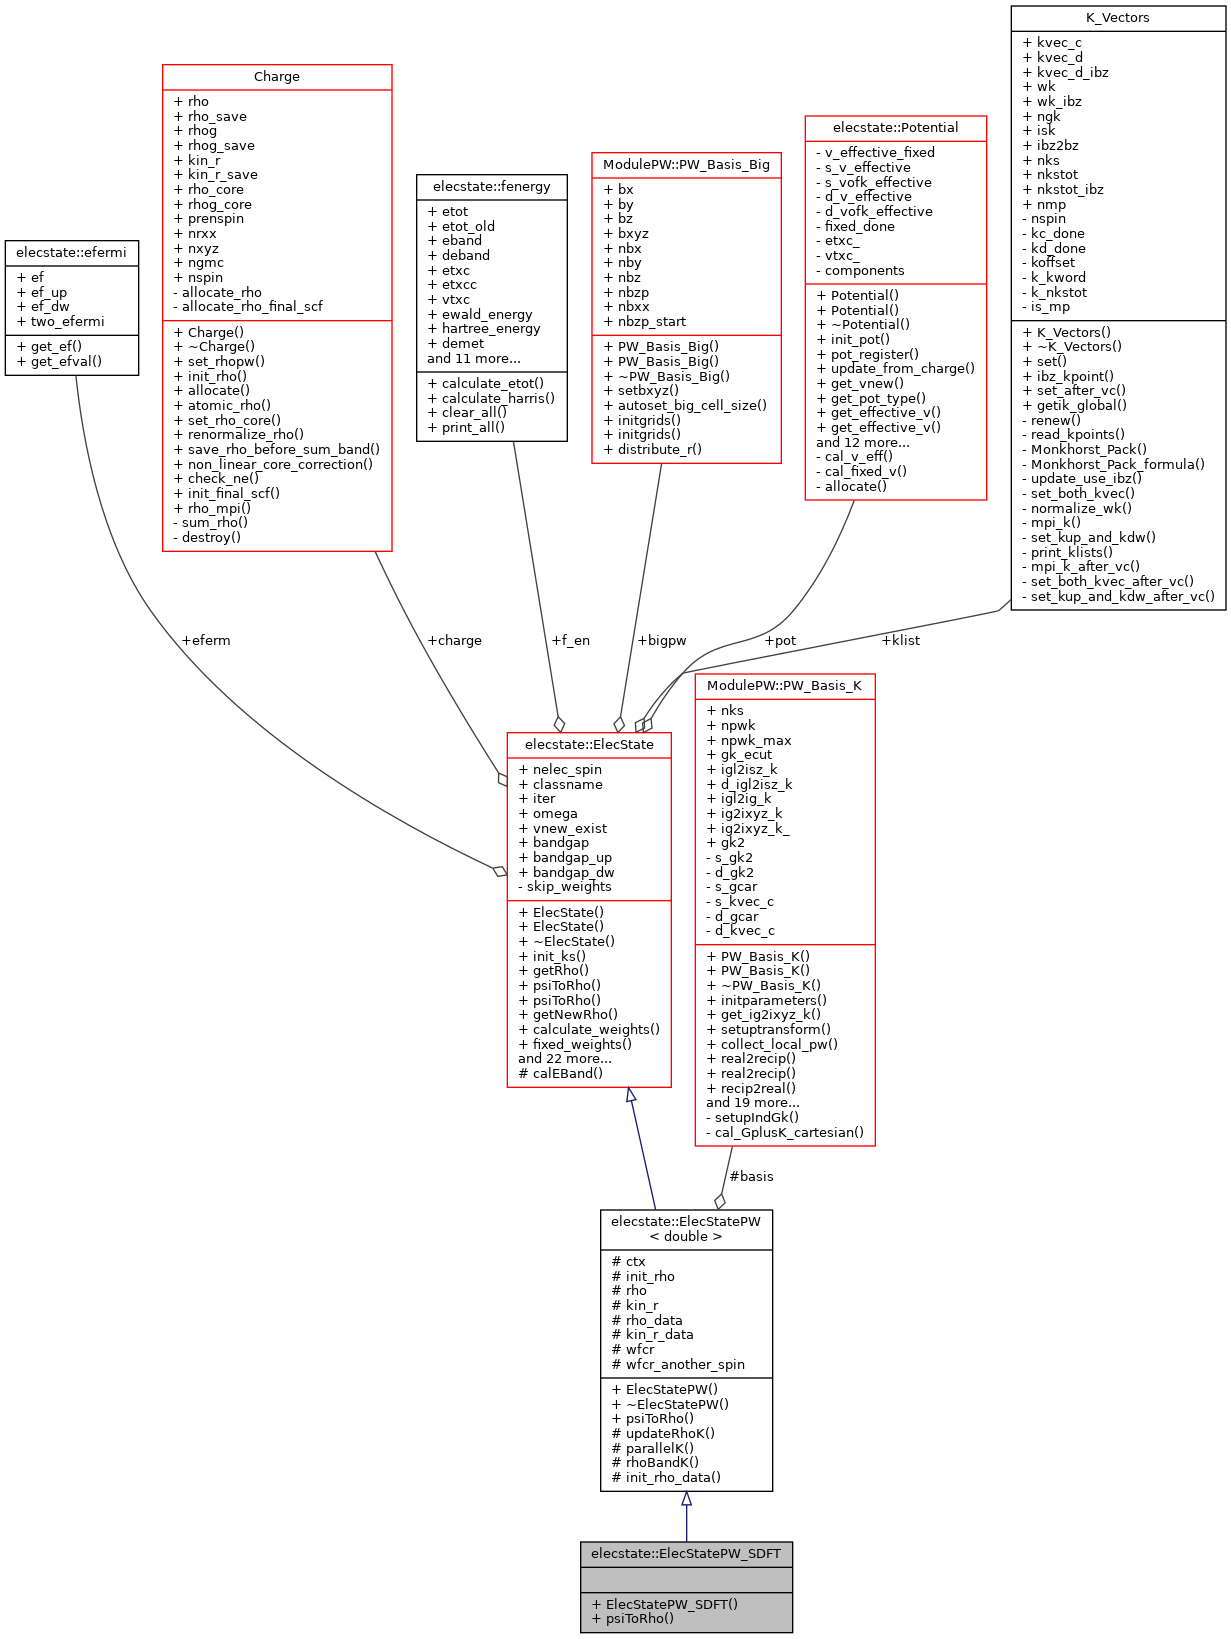 K_Vectors
+ kvec_c
+ kvec_d
+ kvec_d_ibz
+ wk
+ wk_ibz
+ ngk
+ isk
+ ibz2bz
+ nks
+ nkstot
+ nkstot_ibz
+ nmp
- nspin
- kc_done
- kd_done
- koffset
- k_kword
- k_nkstot
- is_mp
+ K_Vectors()
+ ~K_Vectors()
+ set()
+ ibz_kpoint()
+ set_after_vc()
+ getik_global()
- renew()
- read_kpoints()
- Monkhorst_Pack()
- Monkhorst_Pack_formula()
- update_use_ibz()
- set_both_kvec()
- normalize_wk()
- mpi_k()
- set_kup_and_kdw()
- print_klists()
- mpi_k_after_vc()
- set_both_kvec_after_vc()
- set_kup_and_kdw_after_vc()
Charge
+ rho
+ rho_save
+ rhog
+ rhog_save
+ kin_r
+ kin_r_save
+ rho_core
+ rhog_core
+ prenspin
+ nrxx
+ nxyz
+ ngmc
+ nspin
- allocate_rho
- allocate_rho_final_scf
+ Charge()
+ ~Charge()
+ set_rhopw()
+ init_rho()
+ allocate()
+ atomic_rho()
+ set_rho_core()
+ renormalize_rho()
+ save_rho_before_sum_band()
+ non_linear_core_correction()
+ check_ne()
+ init_final_scf()
+ rho_mpi()
- sum_rho()
- destroy()
elecstate::Potential
- v_effective_fixed
- s_v_effective
- s_vofk_effective
- d_v_effective
- d_vofk_effective
- fixed_done
- etxc_
- vtxc_
- components
+ Potential()
+ Potential()
+ ~Potential()
+ init_pot()
+ pot_register()
+ update_from_charge()
+ get_vnew()
+ get_pot_type()
+ get_effective_v()
+ get_effective_v()
and 12 more...
- cal_v_eff()
- cal_fixed_v()
- allocate()
ModulePW::PW_Basis_Big
+ bx
+ by
+ bz
+ bxyz
+ nbx
+ nby
+ nbz
+ nbzp
+ nbxx
+ nbzp_start
+ PW_Basis_Big()
+ PW_Basis_Big()
+ ~PW_Basis_Big()
+ setbxyz()
+ autoset_big_cell_size()
+ initgrids()
+ initgrids()
+ distribute_r()
elecstate::fenergy
+ etot
+ etot_old
+ eband
+ deband
+ etxc
+ etxcc
+ vtxc
+ ewald_energy
+ hartree_energy
+ demet
and 11 more...
+ calculate_etot()
+ calculate_harris()
+ clear_all()
+ print_all()
elecstate::efermi
+ ef
+ ef_up
+ ef_dw
+ two_efermi
+ get_ef()
+ get_efval()
+eferm
+charge
+f_en
+bigpw
+pot
+klist
ModulePW::PW_Basis_K
+ nks
+ npwk
+ npwk_max
+ gk_ecut
+ igl2isz_k
+ d_igl2isz_k
+ igl2ig_k
+ ig2ixyz_k
+ ig2ixyz_k_
+ gk2
- s_gk2
- d_gk2
- s_gcar
- s_kvec_c
- d_gcar
- d_kvec_c
+ PW_Basis_K()
+ PW_Basis_K()
+ ~PW_Basis_K()
+ initparameters()
+ get_ig2ixyz_k()
+ setuptransform()
+ collect_local_pw()
+ real2recip()
+ real2recip()
+ recip2real()
and 19 more...
- setupIndGk()
- cal_GplusK_cartesian()
elecstate::ElecState
+ nelec_spin
+ classname
+ iter
+ omega
+ vnew_exist
+ bandgap
+ bandgap_up
+ bandgap_dw
- skip_weights
+ ElecState()
+ ElecState()
+ ~ElecState()
+ init_ks()
+ getRho()
+ psiToRho()
+ psiToRho()
+ getNewRho()
+ calculate_weights()
+ fixed_weights()
and 22 more...
# calEBand()
#basis
elecstate::ElecStatePW
< double >
# ctx
# init_rho
# rho
# kin_r
# rho_data
# kin_r_data
# wfcr
# wfcr_another_spin
+ ElecStatePW()
+ ~ElecStatePW()
+ psiToRho()
# updateRhoK()
# parallelK()
# rhoBandK()
# init_rho_data()
elecstate::ElecStatePW_SDFT
+ ElecStatePW_SDFT()
+ psiToRho()